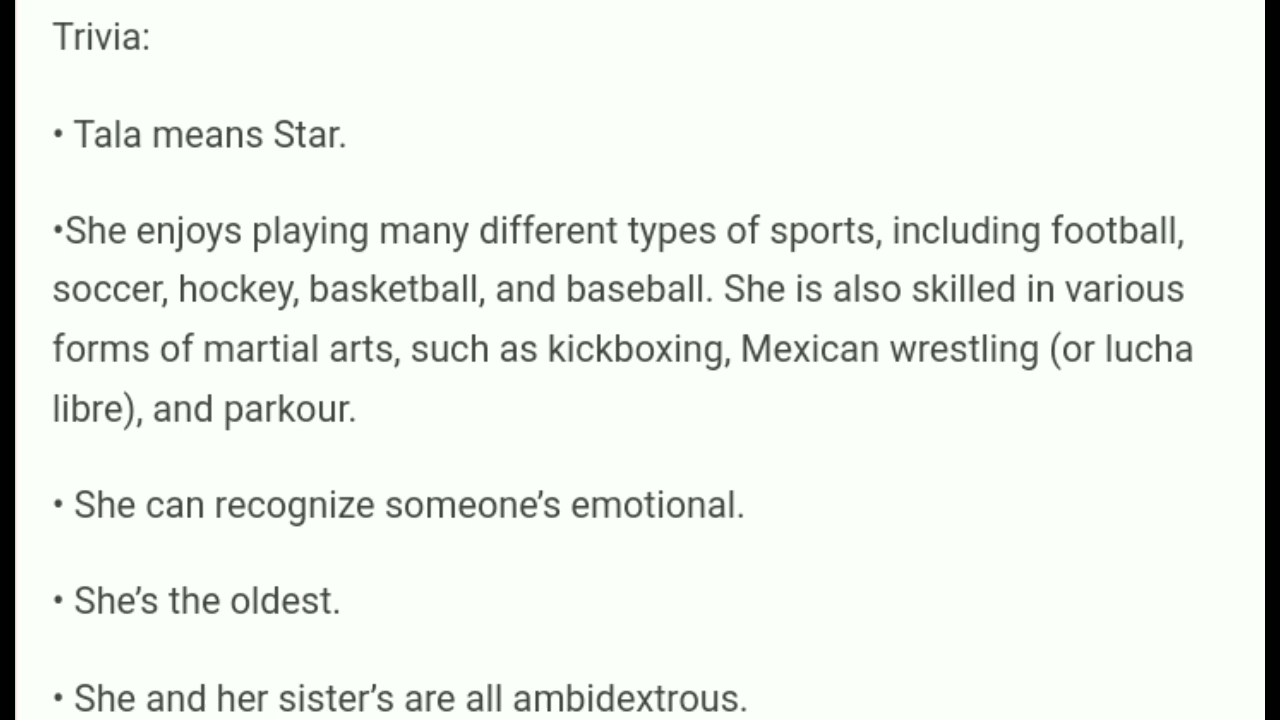 Trivia:
• Tala means Star.
•She enjoys playing many different types of sports, including football,
soccer, hockey, basketball, and baseball. She is also skilled in various
forms of martial arts, such as kickboxing, Mexican wrestling (or lucha
libre), and parkour.
• She can recognize someone’s emotional.
• She’s the oldest.
• She and her sister’s are all ambidextrous.